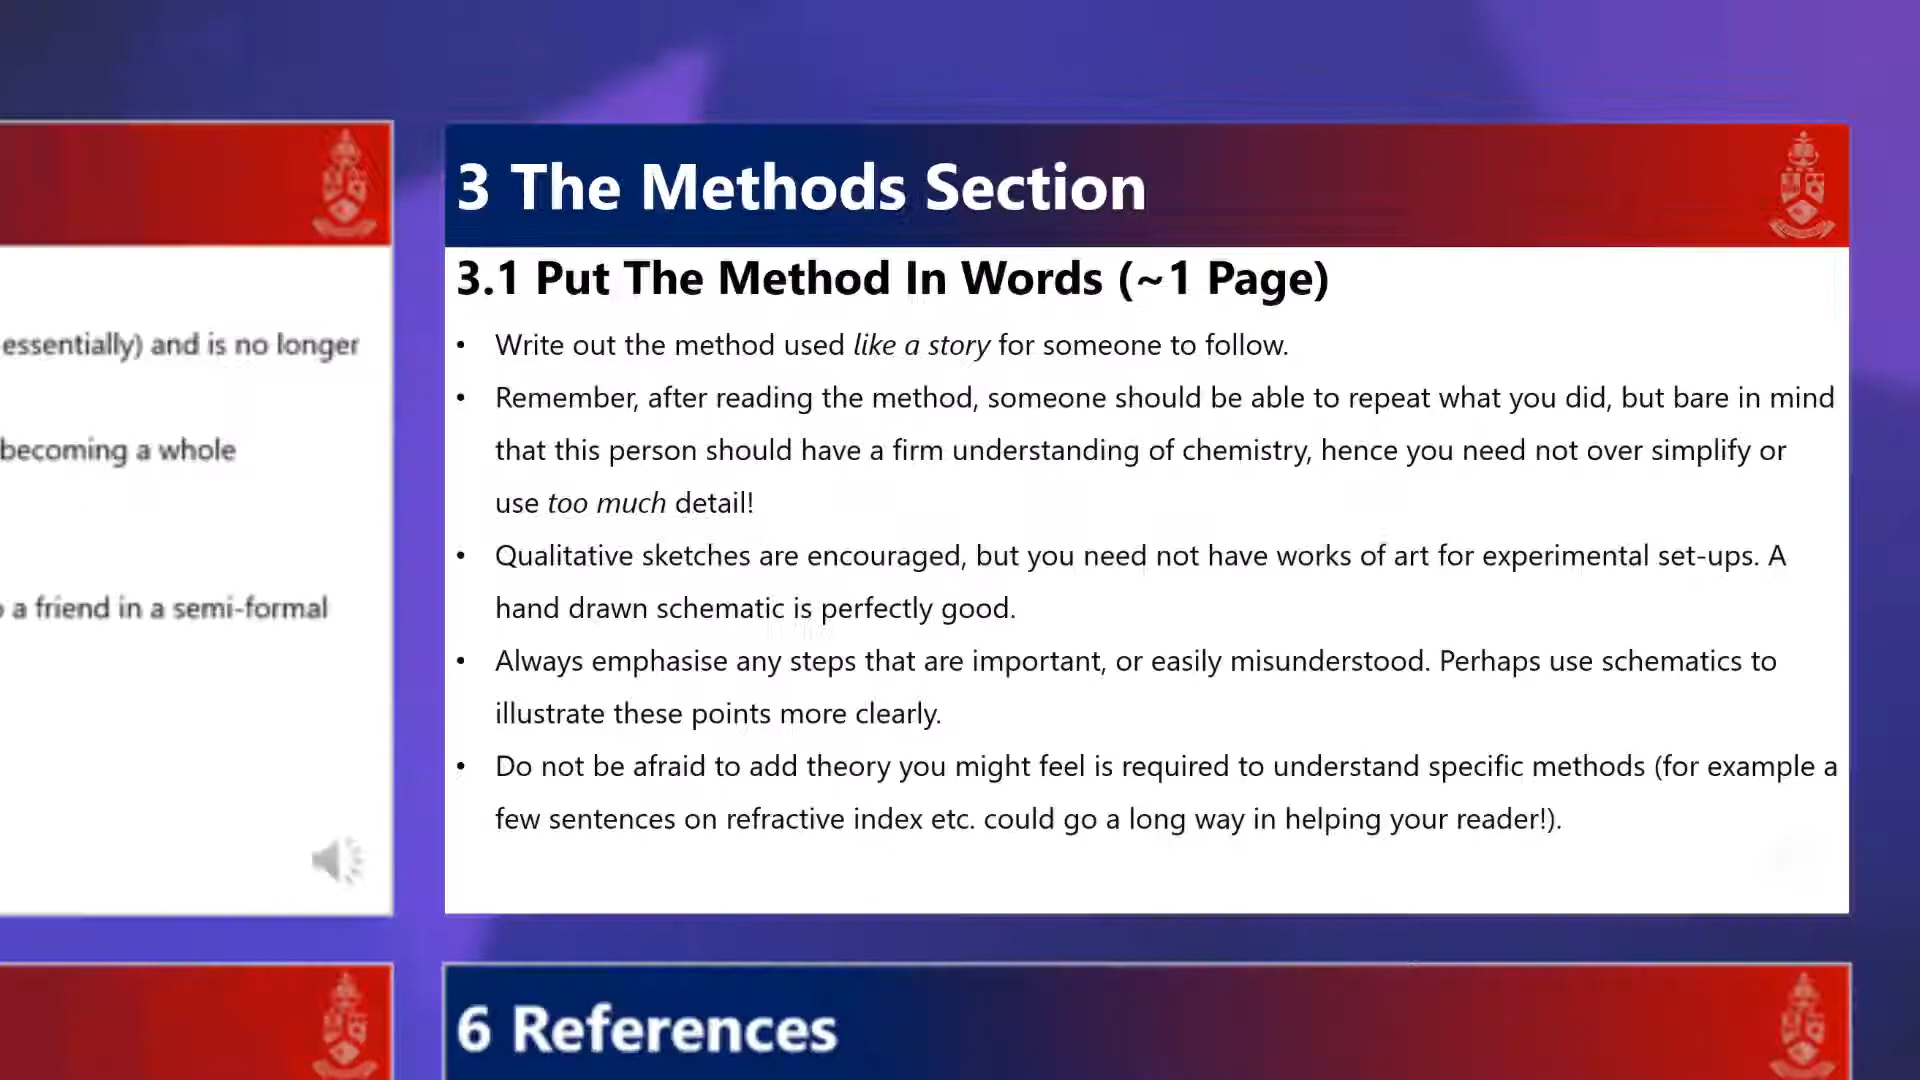 essentially) and is no longer
becoming a whole
a friend in a semi-formal
3 The Methods Section
3.1 Put The Method In Words (~1 Page)
• Write out the method used like a story for someone to follow.
• Remember, after reading the method, someone should be able to repeat what you did, but bare in mind
that this person should have a firm understanding of chemistry, hence you need not over simplify or
use too much detail!
• Qualitative sketches are encouraged, but you need not have works of art for experimental set-ups. A
hand drawn schematic is perfectly good.
• Always emphasise any steps that are important, or easily misunderstood. Perhaps use schematics to
illustrate these points more clearly.
• Do not be afraid to add theory you might feel is required to understand specific methods (for example a
few sentences on refractive index etc. could go a long way in helping your reader!).
6 References